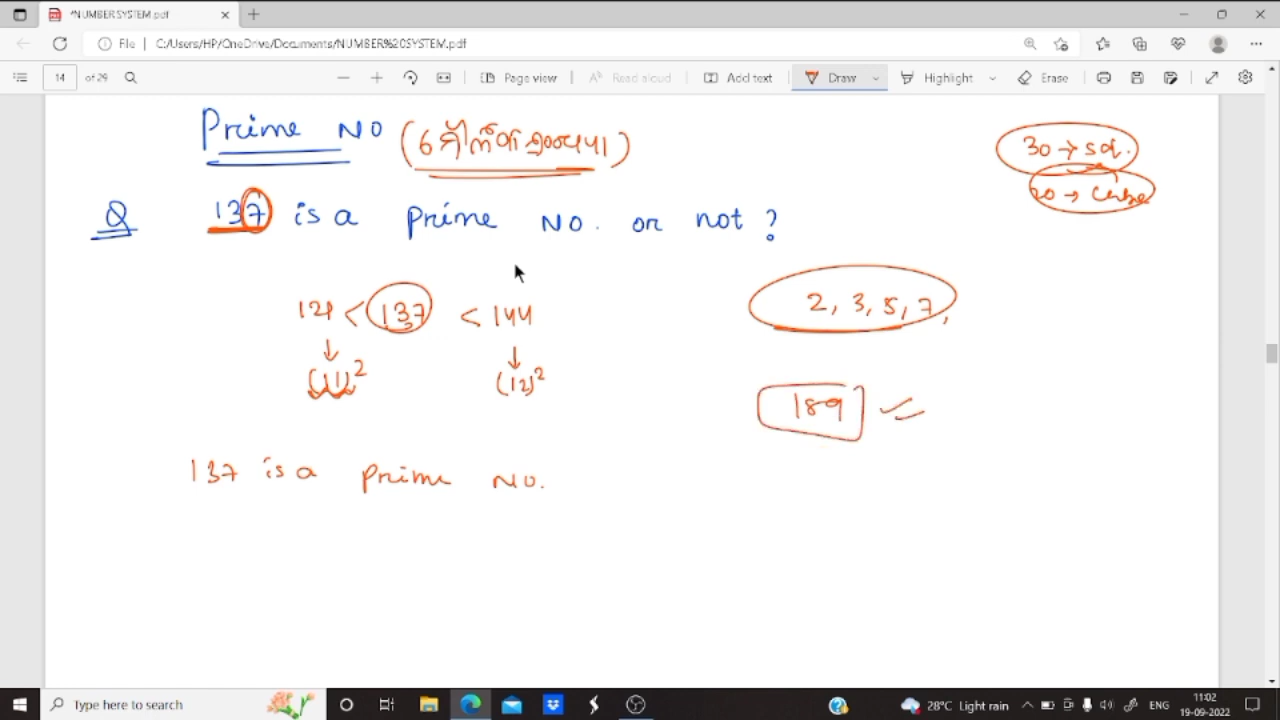 *NUMBER SYSTEM.pdf
File | C:/Users/HP/OneDrive/Documents/NUMBER%20SYSTEM.pdf
14 of 29 Page view Read aloud Add text Draw Highlight Erase
Prime No
30 → sq.
20 → cube
Q 137 is a prime No. or not?
121 < 137 < 144
2, 3, 5, 7,
(11)² (12)²
189
137 is a prime No.
Type here to search
28°C Light rain ENG
11:02
19-09-2022